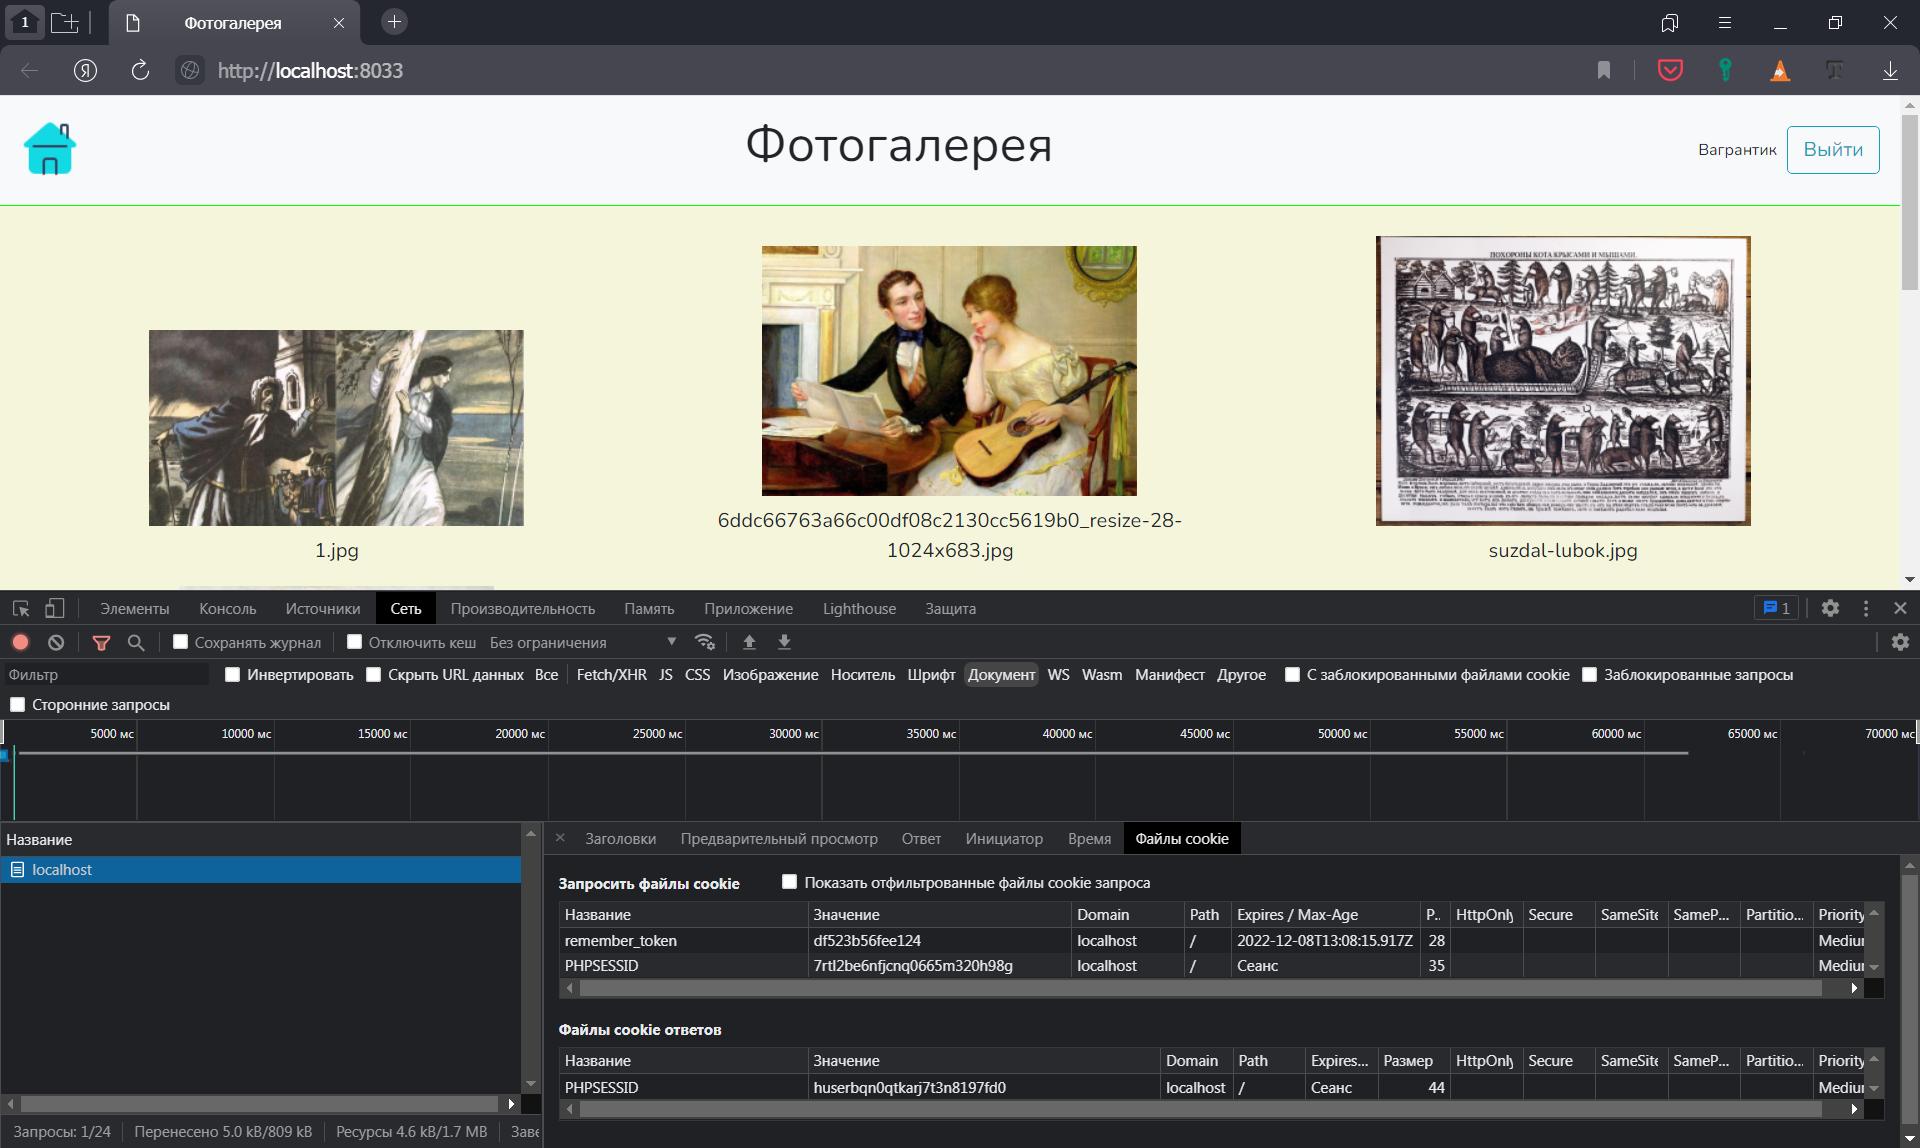 1
Фотогалерея
http://localhost:8033
Фотогалерея
Вагрантик
Выйти
ПОХОРОНЫ КОТА КРЫСАМИ И МЫШАМИ.
1.jpg
6ddc66763a66c00df08c2130cc5619b0_resize-28-
1024x683.jpg
suzdal-lubok.jpg
Элементы Консоль Источники Сеть Производительность Память Приложение Lighthouse Защита 1
Сохранять журнал Отключить кеш Без ограничения
Фильтр Инвертировать Скрыть URL данных Все Fetch/XHR JS CSS Изображение Носитель Шрифт Документ WS Wasm Манифест Другое С заблокированными файлами cookie Заблокированные запросы
Сторонние запросы
5000 мс 10000 мс 15000 мс 20000 мс 25000 мс 30000 мс 35000 мс 40000 мс 45000 мс 50000 мс 55000 мс 60000 мс 65000 мс 70000 мс
Название
localhost
Запросы: 1/24 Перенесено 5.0 kB/809 kB Ресурсы 4.6 kB/1.7 MB Заве
Заголовки Предварительный просмотр Ответ Инициатор Время Файлы cookie
Запросить файлы cookie Показать отфильтрованные файлы cookie запроса
Название Значение Domain Path Expires / Max-Age Р.. HttpOnly Secure SameSite SameP... Partitio... Priority
remember_token df523b56fee124 localhost / 2022-12-08T13:08:15.917Z 28 Mediu
PHPSESSID 7rtl2be6nfjcnq0665m320h98g localhost / Сеанс 35 Mediu
Файлы cookie ответов
Название Значение Domain Path Expires... Размер HttpOnly Secure SameSite SameP... Partitio... Priority
PHPSESSID huserbqn0qtkarj7t3n8197fd0 localhost / Сеанс 44 Mediu